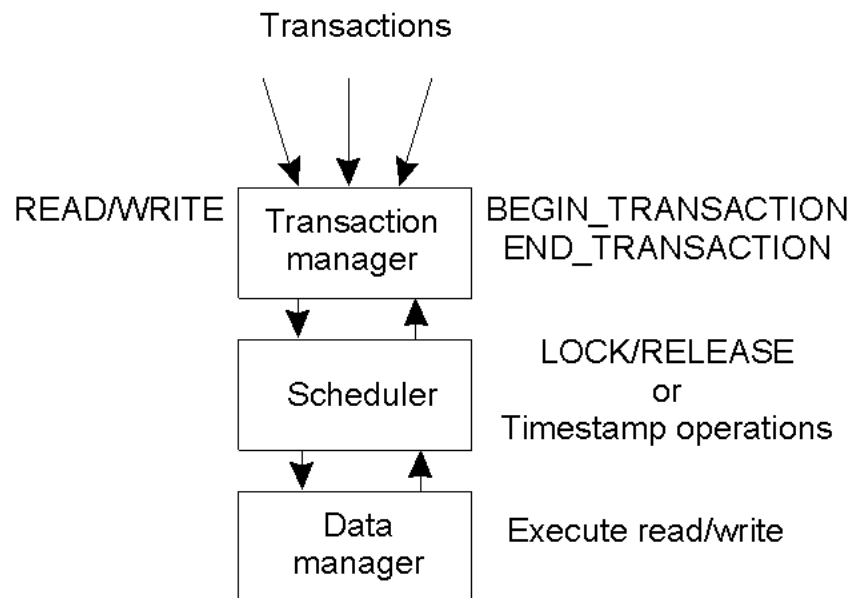 Transactions
READ/WRITE
Transaction
manager
BEGIN_TRANSACTION
END_TRANSACTION
Scheduler
LOCK/RELEASE
or
Timestamp operations
Data
manager
Execute read/write